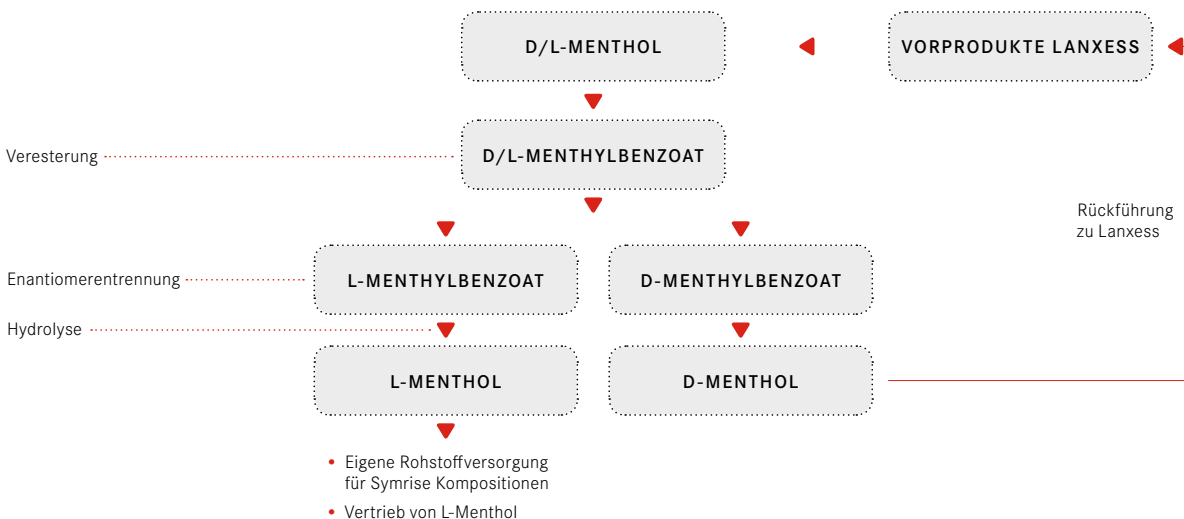 D/L-MENTHOL
VORPRODUKTE LANXESS
Veresterung
D/L-MENTHYLBENZOAT
Rückführung
zu Lanxess
Enantiomerentrennung
L-MENTHYLBENZOAT
D-MENTHYLBENZOAT
Hydrolyse
L-MENTHOL
D-MENTHOL
• Eigene Rohstoffversorgung
für Symrise Kompositionen
• Vertrieb von L-Menthol